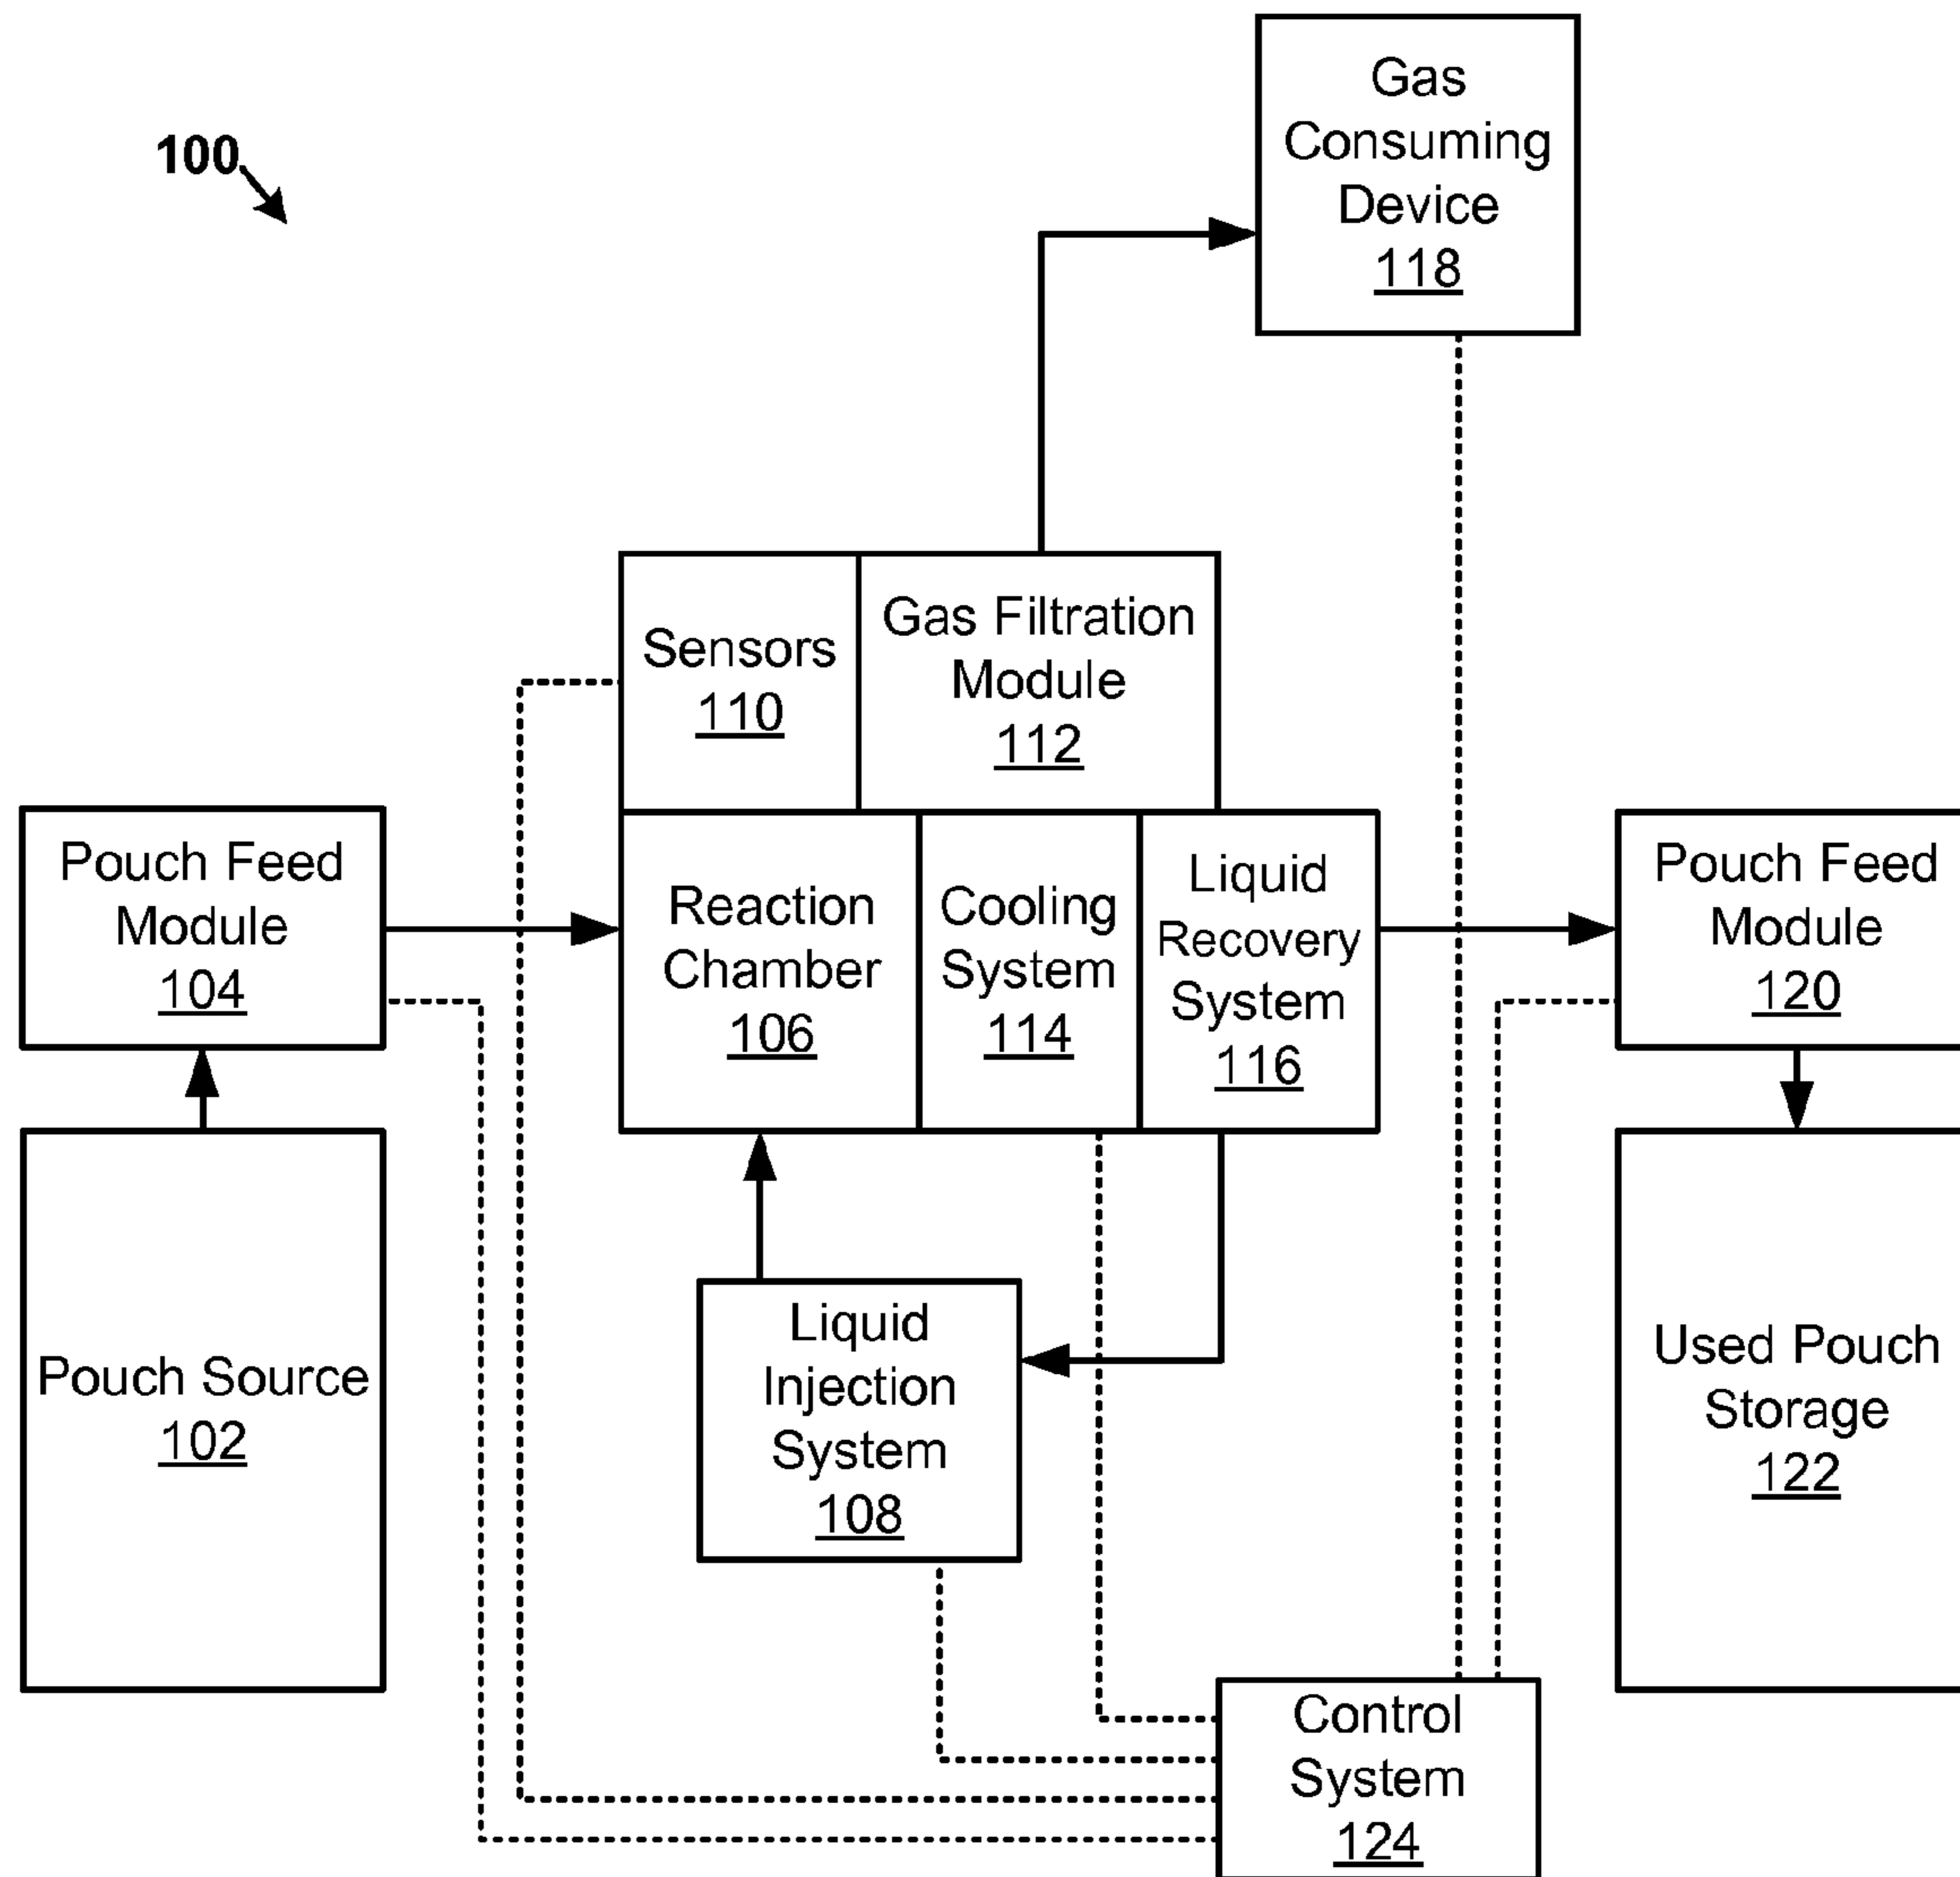 100
Gas
Consuming
Device
118
Sensors
110
Gas Filtration
Module
112
Pouch Feed
Module
104
Reaction
Chamber
106
Cooling
System
114
Liquid
Recovery
System
116
Pouch Feed
Module
120
Pouch Source
102
Liquid
Injection
System
108
Used Pouch
Storage
122
Control
System
124